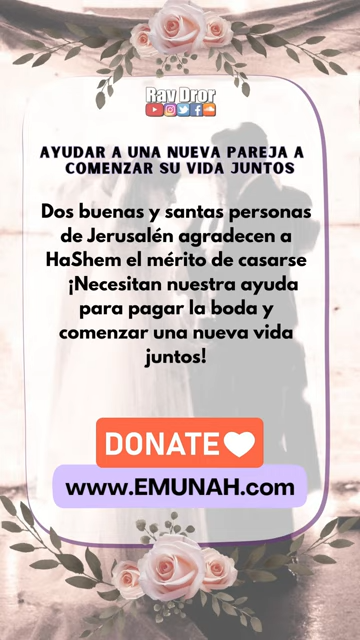 Rav Dror
AYUDAR A UNA NUEVA PAREJA A
COMENZAR SU VIDA JUNTOS
Dos buenas y santas personas
de Jerusalén agradecen a
HaShem el mérito de casarse
¡Necesitan nuestra ayuda
para pagar la boda y
comenzar una nueva vida
juntos!
DONATE
www.EMUNAH.com